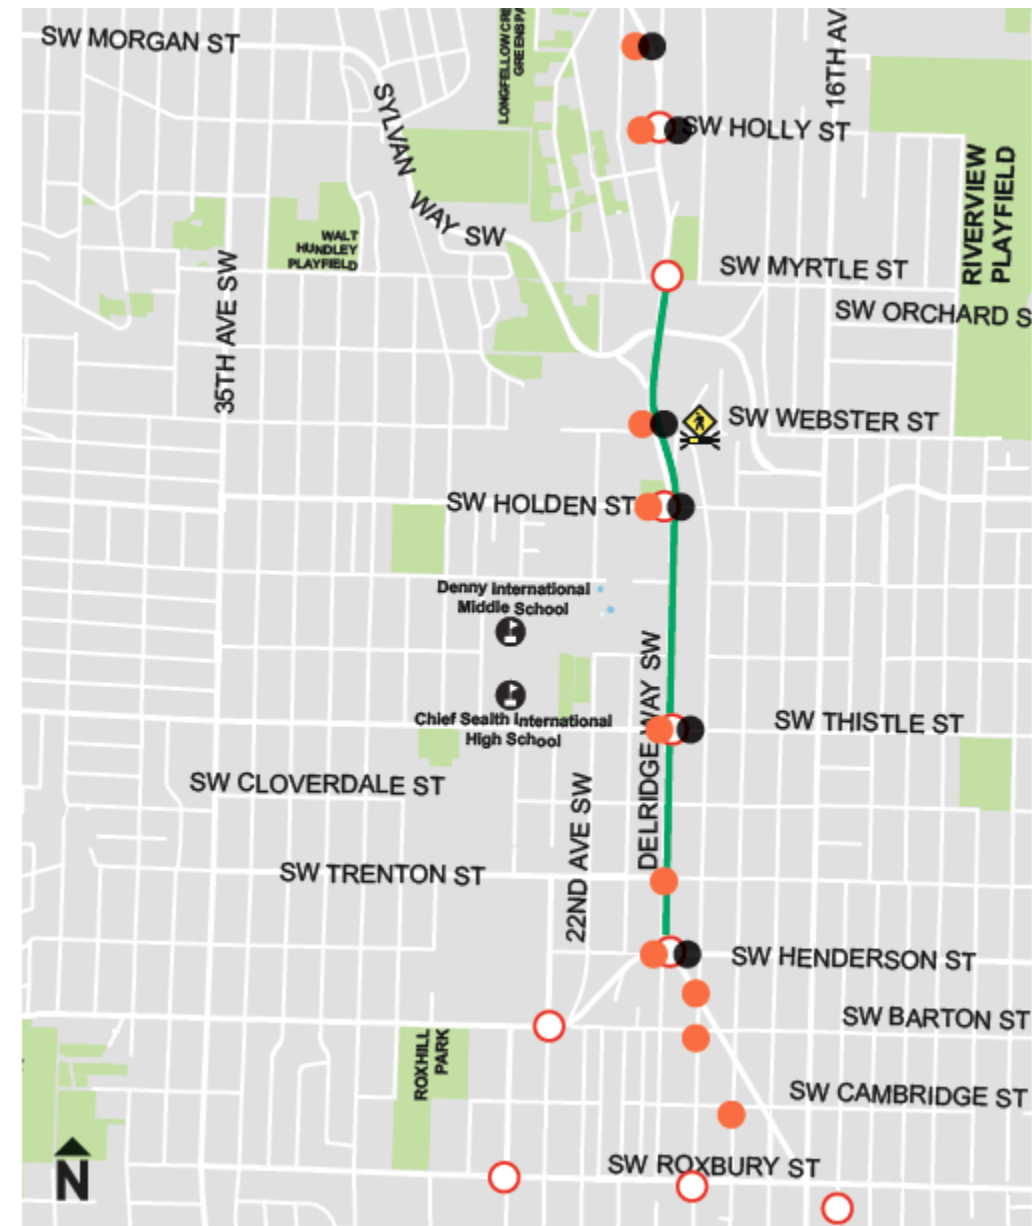 SW MORGAN ST
LONGFELLOW CRE
GREENSPA
16TH AV
SYLVAN
WAY SW
SW HOLLY ST
RIVERVIEW
PLAYFIELD
WALT
HUNDLEY
PLAYFIELD
35TH AVE SW
SW MYRTLE ST
SW ORCHARD S
SW WEBSTER ST
SW HOLDEN ST
Denny International
Middle School
DELRIDGE WAY SW
Chief Sealth International
High School
SW THISTLE ST
SW CLOVERDALE ST
22ND AVE SW
SW TRENTON ST
SW HENDERSON ST
SW BARTON ST
ROXHILL
PARK
SW CAMBRIDGE ST
SW ROXBURY ST
N